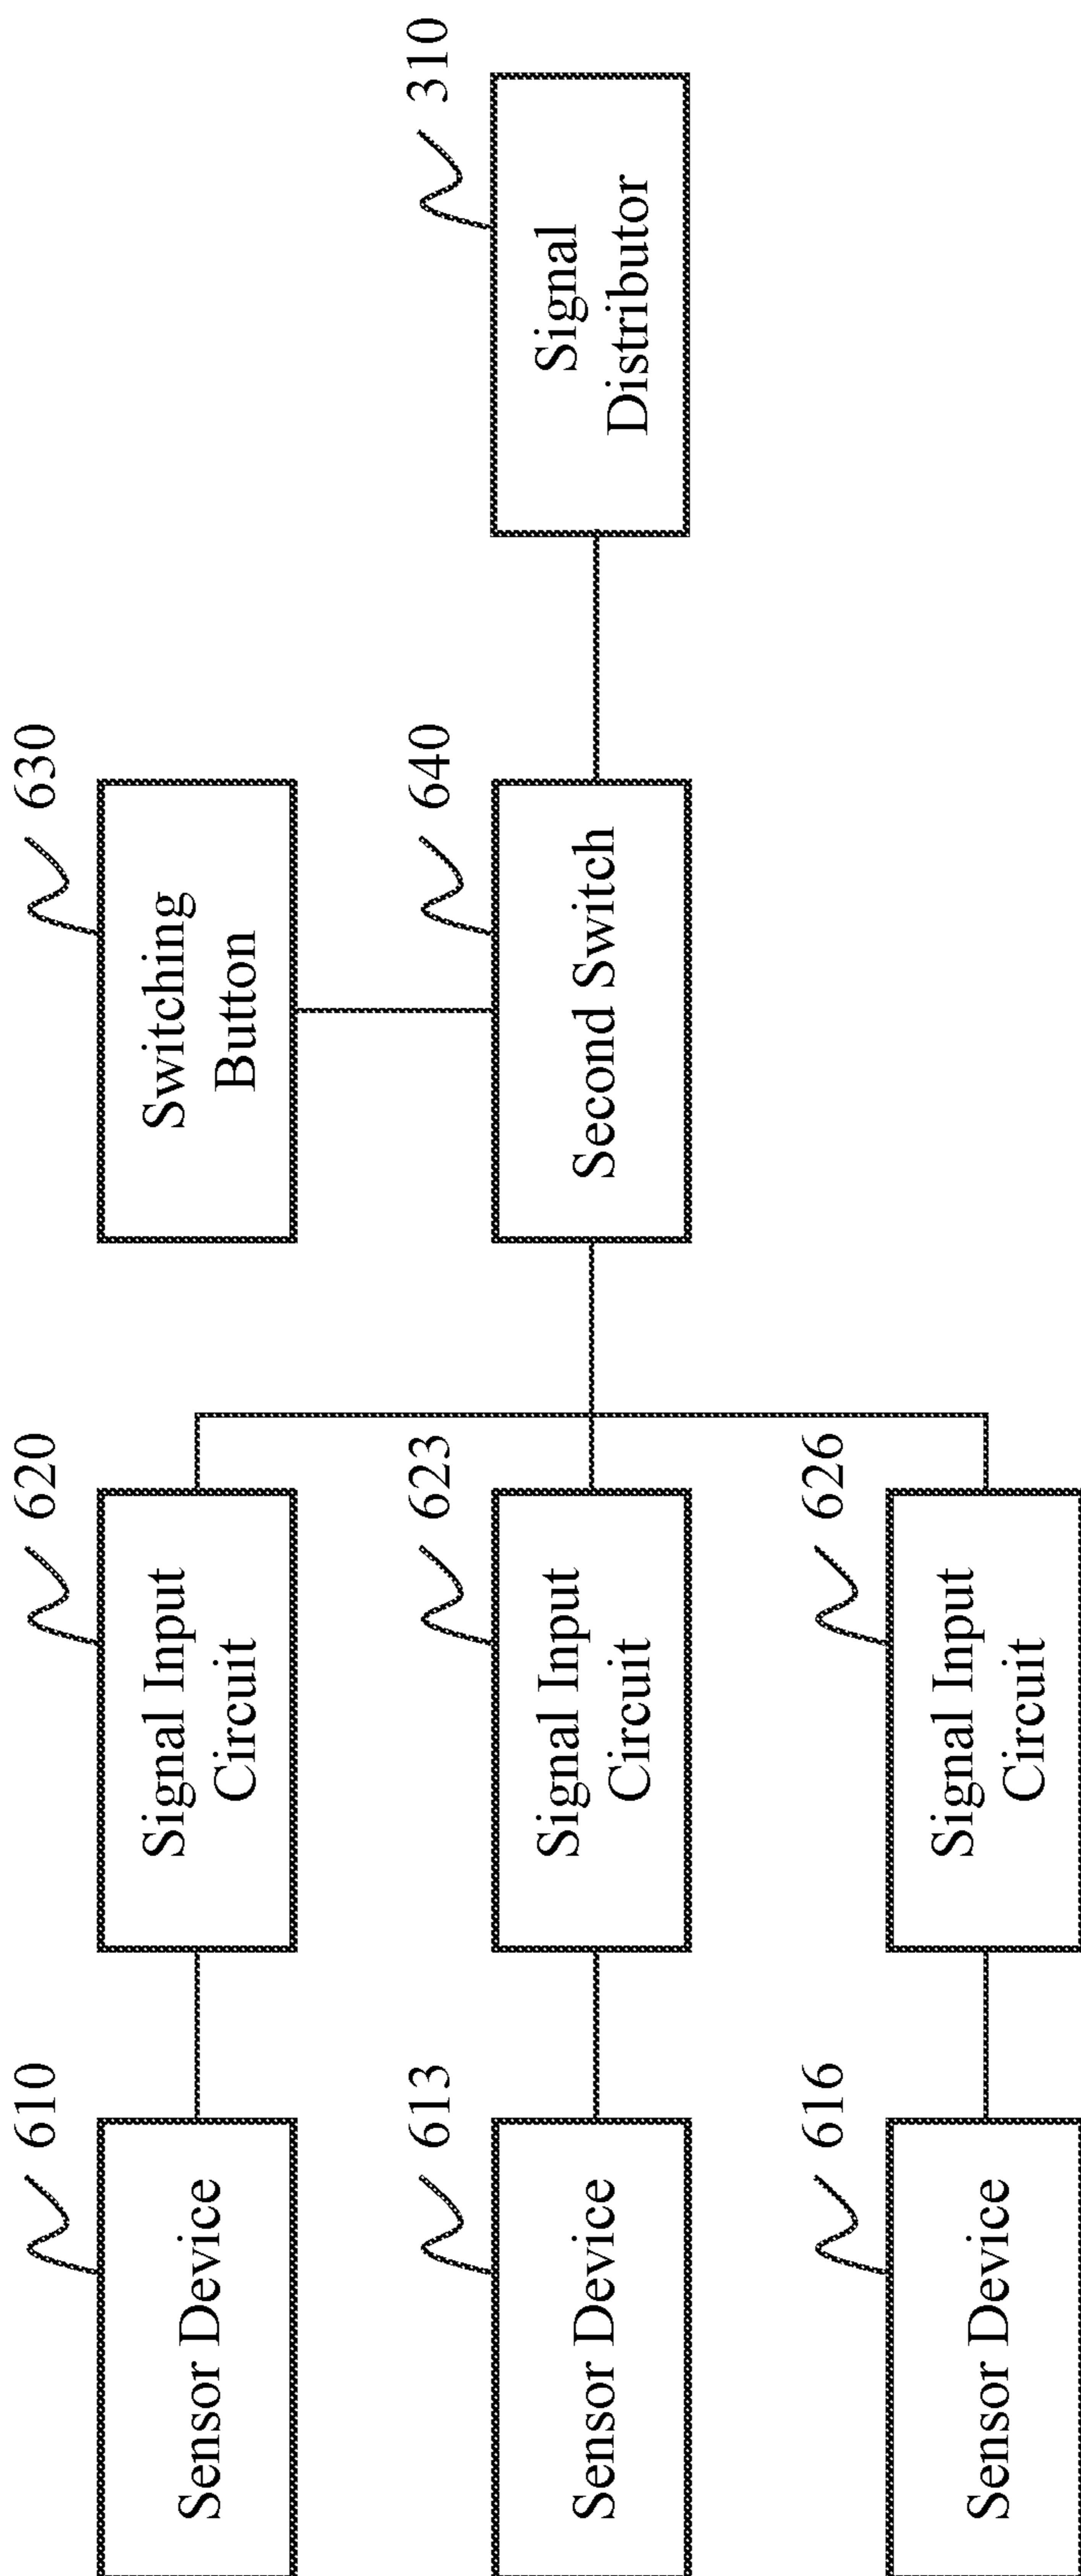 610
Sensor Device
620
Signal Input
Circuit
630
Switching
Button
613
Sensor Device
623
Signal Input
Circuit
640
Second Switch
310
Signal
Distributor
616
Sensor Device
626
Signal Input
Circuit